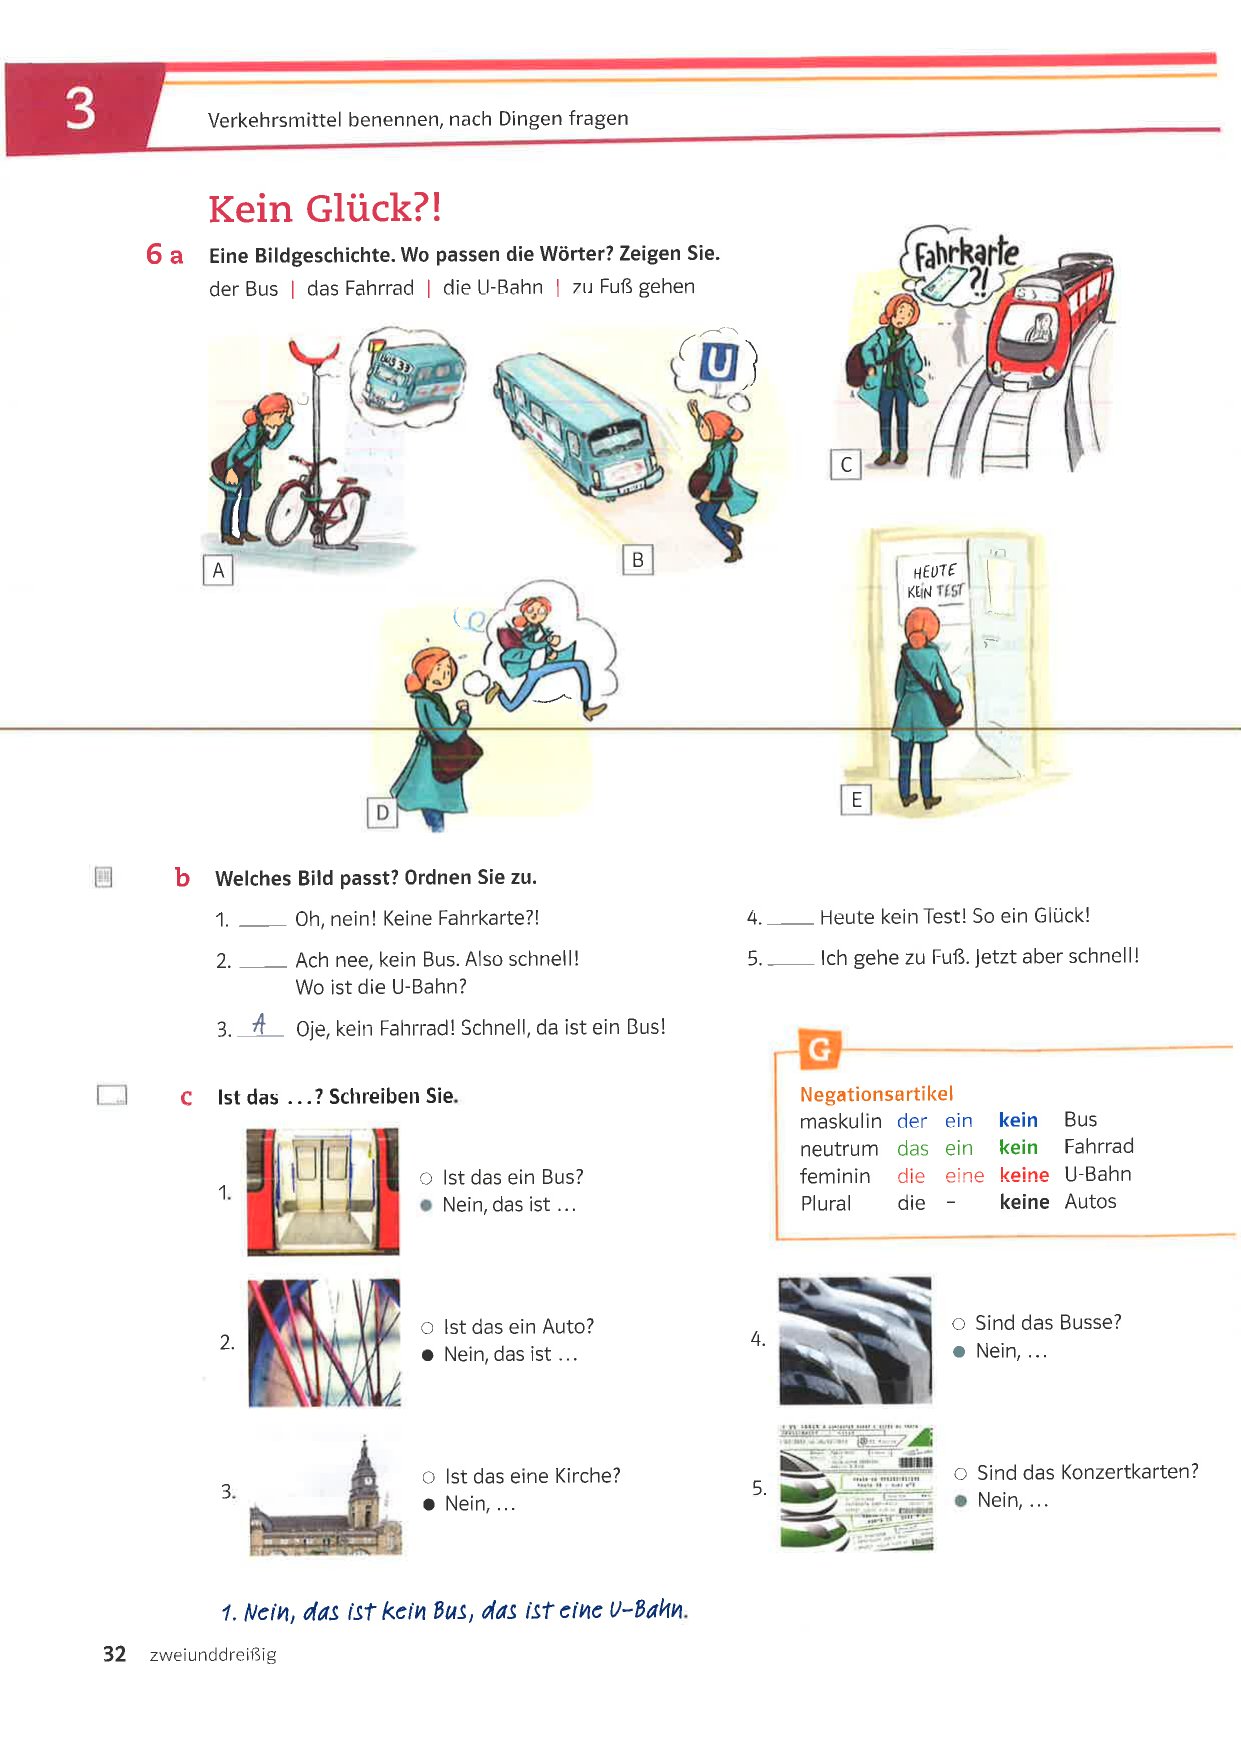 3
Verkehrsmittel benennen, nach Dingen fragen
Kein Glück?!
6 a Eine Bildgeschichte. Wo passen die Wörter? Zeigen Sie.
der Bus | das Fahrrad | die U-Bahn | zu Fuß gehen
BUS 33
A
33
U
B
Fahrkarte
?!
S
C
D
HEUTE
KEIN TEST
E
b Welches Bild passt? Ordnen Sie zu.
1. ____ Oh, nein! Keine Fahrkarte?!
2. ____ Ach nee, kein Bus. Also schnell!
Wo ist die U-Bahn?
3. A Oje, kein Fahrrad! Schnell, da ist ein Bus!
4. ____ Heute kein Test! So ein Glück!
5. ____ Ich gehe zu Fuß. Jetzt aber schnell!
G
Negationsartikel
maskulin der ein kein Bus
neutrum das ein kein Fahrrad
feminin die eine keine U-Bahn
Plural die – keine Autos
c Ist das ...? Schreiben Sie.
1.
○ Ist das ein Bus?
● Nein, das ist ...
2.
○ Ist das ein Auto?
● Nein, das ist ...
3.
○ Ist das eine Kirche?
● Nein, ...
4.
○ Sind das Busse?
● Nein, ...
5.
○ Sind das Konzertkarten?
● Nein, ...
1. Nein, das ist kein Bus, das ist eine U-Bahn.
32 zweiunddreißig